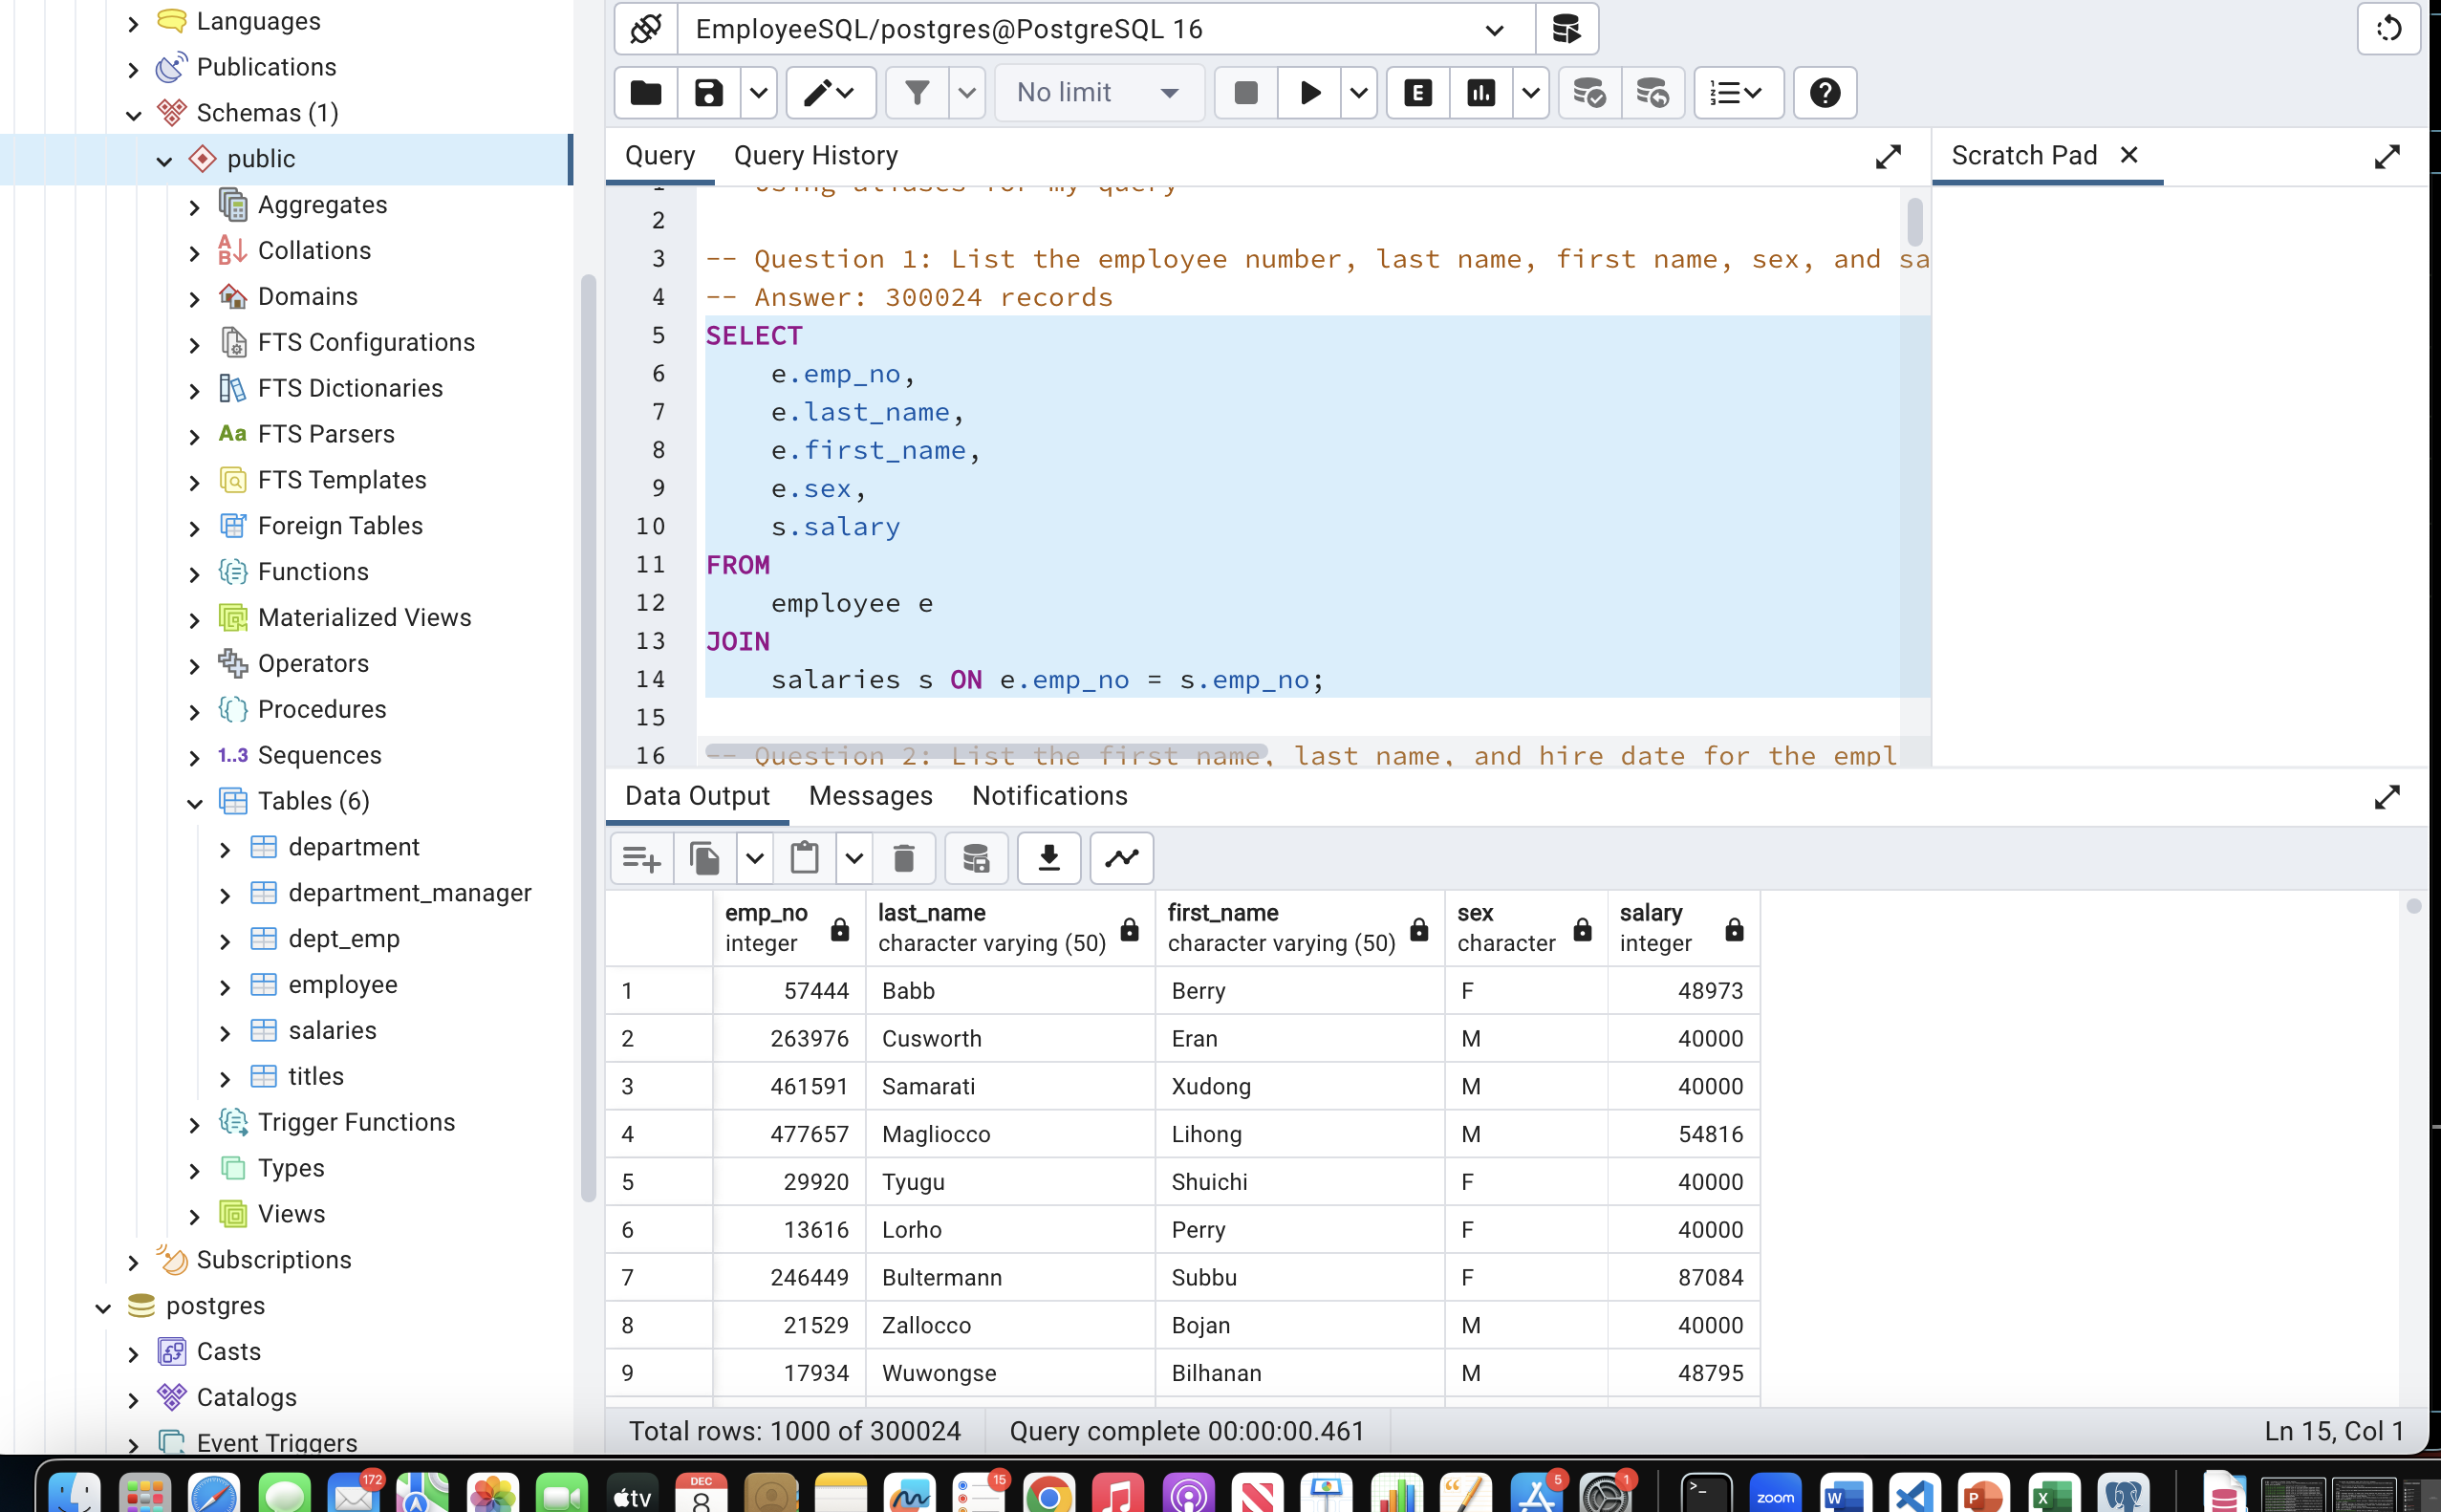 Languages
Publications
Schemas (1)
public
Aggregates
Collations
Domains
FTS Configurations
FTS Dictionaries
Aa FTS Parsers
FTS Templates
Foreign Tables
Functions
Materialized Views
Operators
Procedures
1..3 Sequences
Tables (6)
department
department_manager
dept_emp
employee
salaries
titles
Trigger Functions
Types
Views
Subscriptions
postgres
Casts
Catalogs
Event Triggers
EmployeeSQL/postgres@PostgreSQL 16
No limit
E
Query Query History
Scratch Pad
1 -- Using aliases for my query
2
3 -- Question 1: List the employee number, last name, first name, sex, and sa
4 -- Answer: 300024 records
5 SELECT
6 e.emp_no,
7 e.last_name,
8 e.first_name,
9 e.sex,
10 s.salary
11 FROM
12 employee e
13 JOIN
14 salaries s ON e.emp_no = s.emp_no;
15
16 -- Question 2: List the first name, last name, and hire date for the empl
Data Output Messages Notifications
emp_no last_name first_name sex salary
integer character varying (50) character varying (50) character integer
1 57444 Babb Berry F 48973
2 263976 Cusworth Eran M 40000
3 461591 Samarati Xudong M 40000
4 477657 Magliocco Lihong M 54816
5 29920 Tyugu Shuichi F 40000
6 13616 Lorho Perry F 40000
7 246449 Bultermann Subbu F 87084
8 21529 Zallocco Bojan M 40000
9 17934 Wuwongse Bilhanan M 48795
Total rows: 1000 of 300024 Query complete 00:00:00.461 Ln 15, Col 1
172 tv DEC 8 15 5 1 >_ zoom W P X